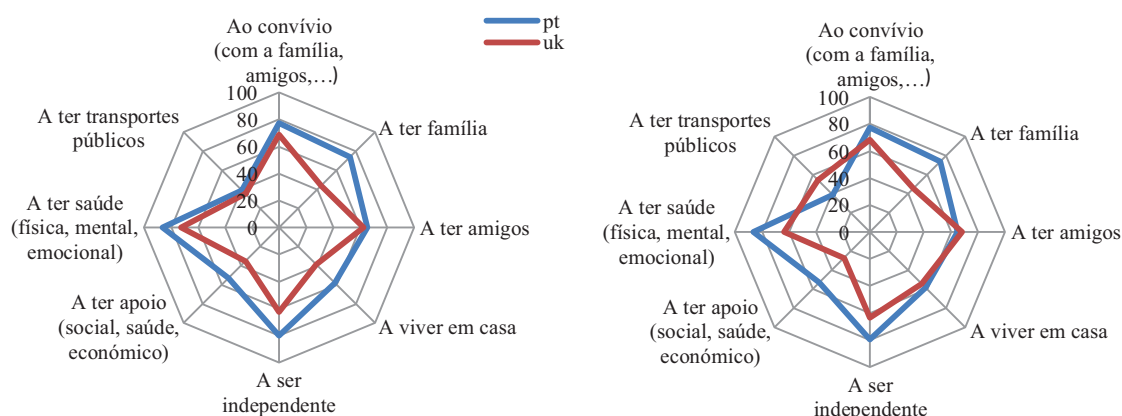 pt
uk
Ao convívio
(com a família,
amigos,…)
100
80
60
40
20
0
A ter família
A ter amigos
A viver em casa
A ser
independente
A ter apoio
(social, saúde,
económico)
A ter saúde
(física, mental,
emocional)
A ter transportes
públicos
Ao convívio
(com a família,
amigos,…)
100
80
60
40
20
0
A ter família
A ter amigos
A viver em casa
A ser
independente
A ter apoio
(social, saúde,
económico)
A ter saúde
(física, mental,
emocional)
A ter transportes
públicos